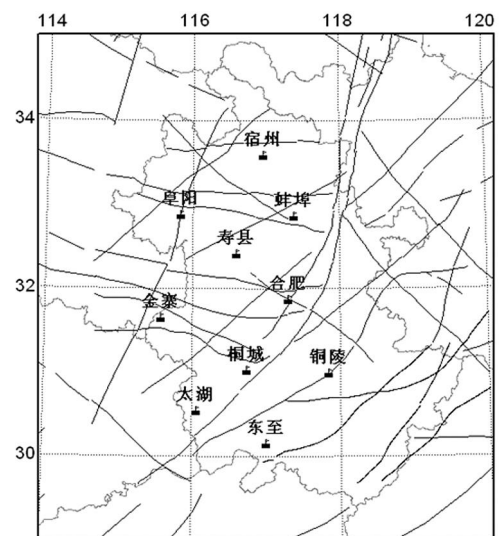 114 116 118 120
34
宿州
阜阳 蚌埠
寿县
32
合肥
金寨
桐城 铜陵
太湖
东至
30